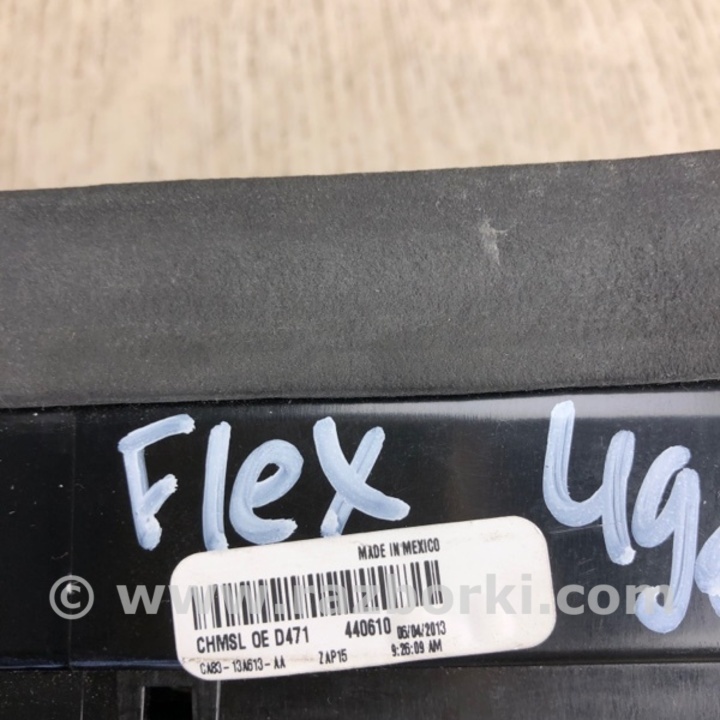 Flex
MADE IN MEXICO
© www.razborki.com
CHMSL OE D471 440610 06/04/2013
CA83-13A613-AA ZAP15 9:26:09 AM